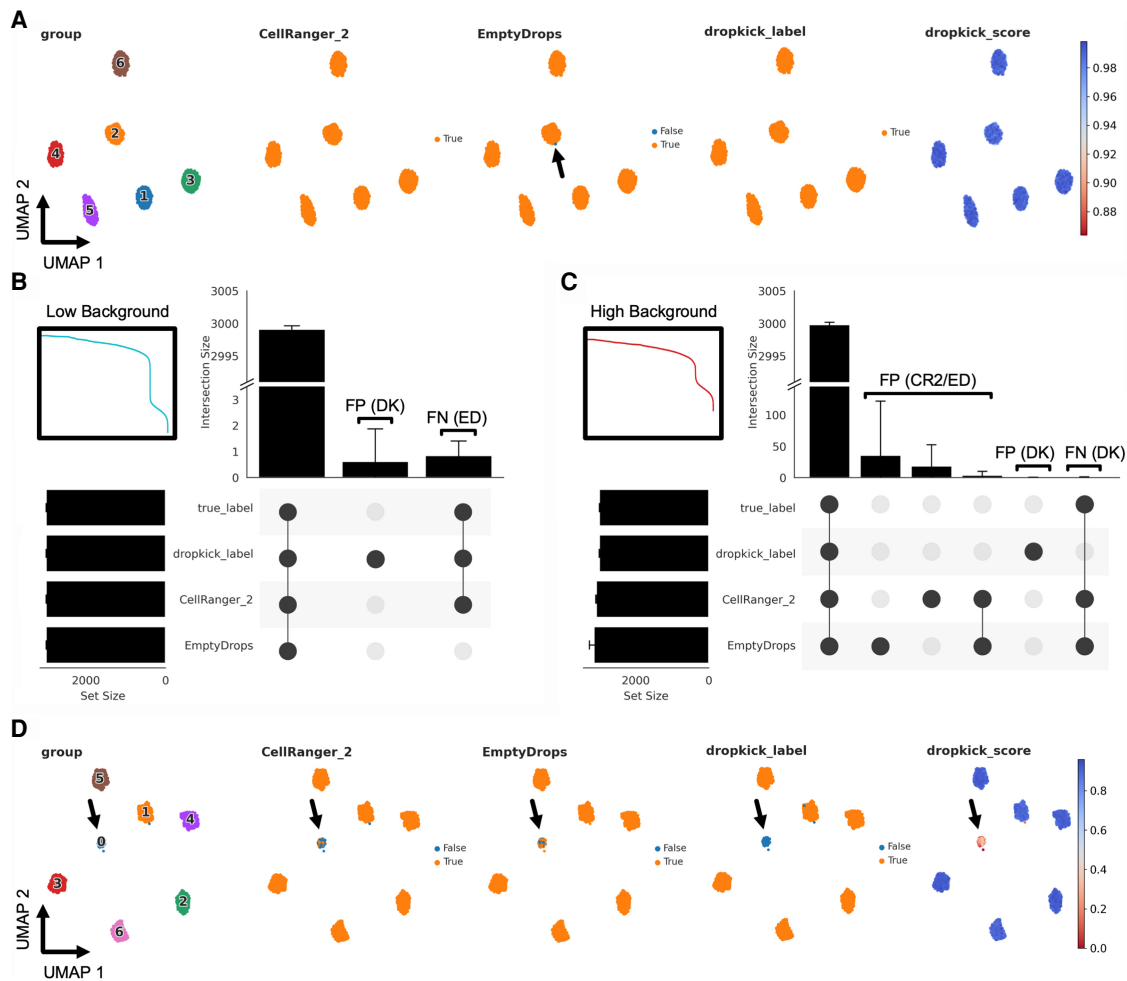 A
group
CellRanger_2
EmptyDrops
dropkick_label
dropkick_score
6
2
4
3
1
5
True
False
True
True
0.98
0.96
0.94
0.92
0.90
0.88
UMAP 2
UMAP 1
B
Low Background
3005
3000
2995
3
2
1
0
Intersection Size
FP (DK)
FN (ED)
true_label
dropkick_label
CellRanger_2
EmptyDrops
2000
0
Set Size
C
High Background
3005
3000
2995
100
50
0
Intersection Size
FP (CR2/ED)
FP (DK)
FN (DK)
true_label
dropkick_label
CellRanger_2
EmptyDrops
2000
0
Set Size
D
group
CellRanger_2
EmptyDrops
dropkick_label
dropkick_score
5
1
4
0
3
2
6
False
True
False
True
False
True
0.8
0.6
0.4
0.2
0.0
UMAP 2
UMAP 1